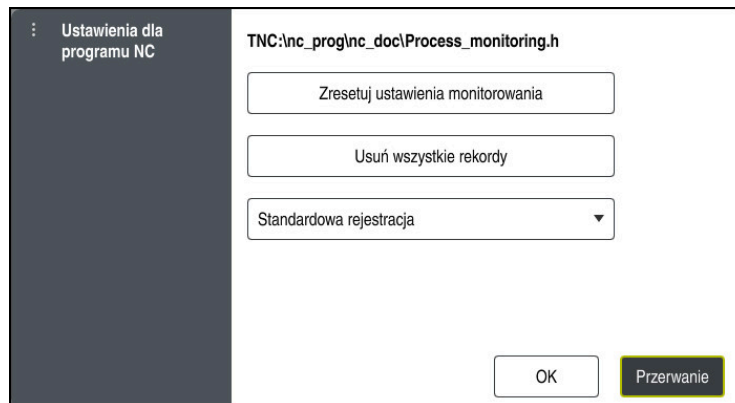 Ustawienia dla
programu NC
TNC:\nc_prog\nc_doc\Process_monitoring.h
Zresetuj ustawienia monitorowania
Usuń wszystkie rekordy
Standardowa rejestracja
OK
Przerwanie